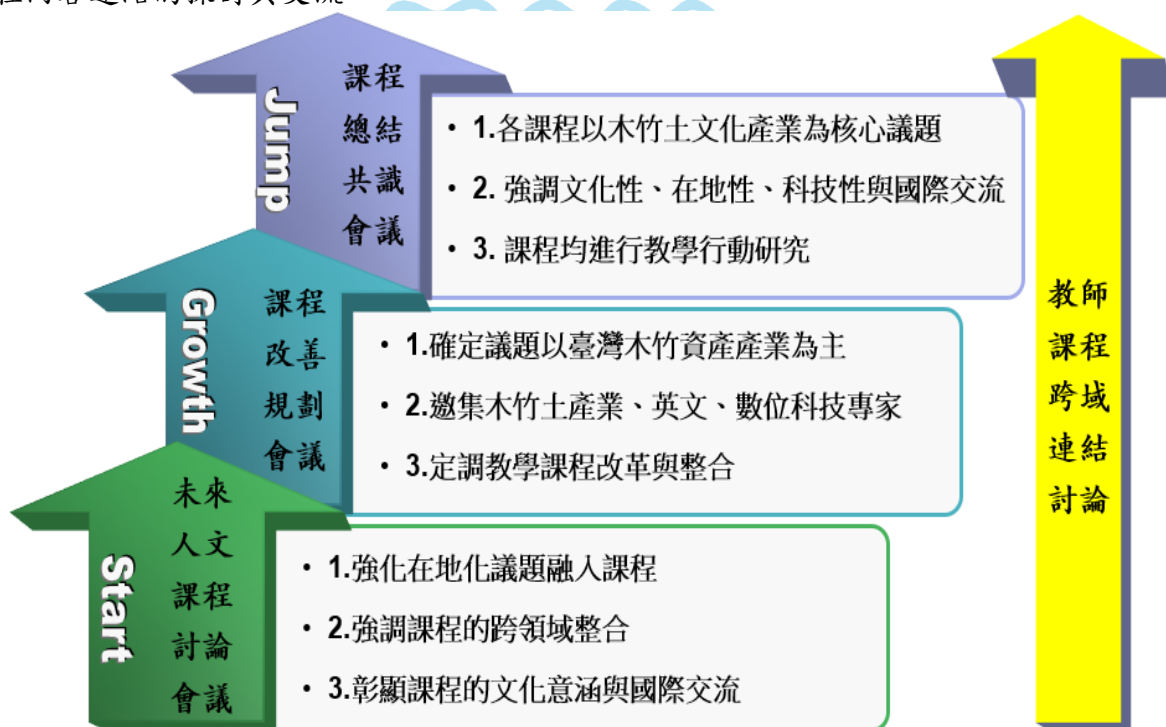 Jump
課程
總結
共識
會議
• 1.各課程以木竹土文化產業為核心議題
• 2. 強調文化性、在地性、科技性與國際交流
• 3. 課程均進行教學行動研究
Growth
課程
改善
規劃
會議
• 1.確定議題以臺灣木竹資產產業為主
• 2.邀集木竹土產業、英文、數位科技專家
• 3.定調教學課程改革與整合
Start
未來
人文
課程
討論
會議
• 1.強化在地化議題融入課程
• 2.強調課程的跨領域整合
• 3.彰顯課程的文化意涵與國際交流
教師
課程
跨域
連結
討論